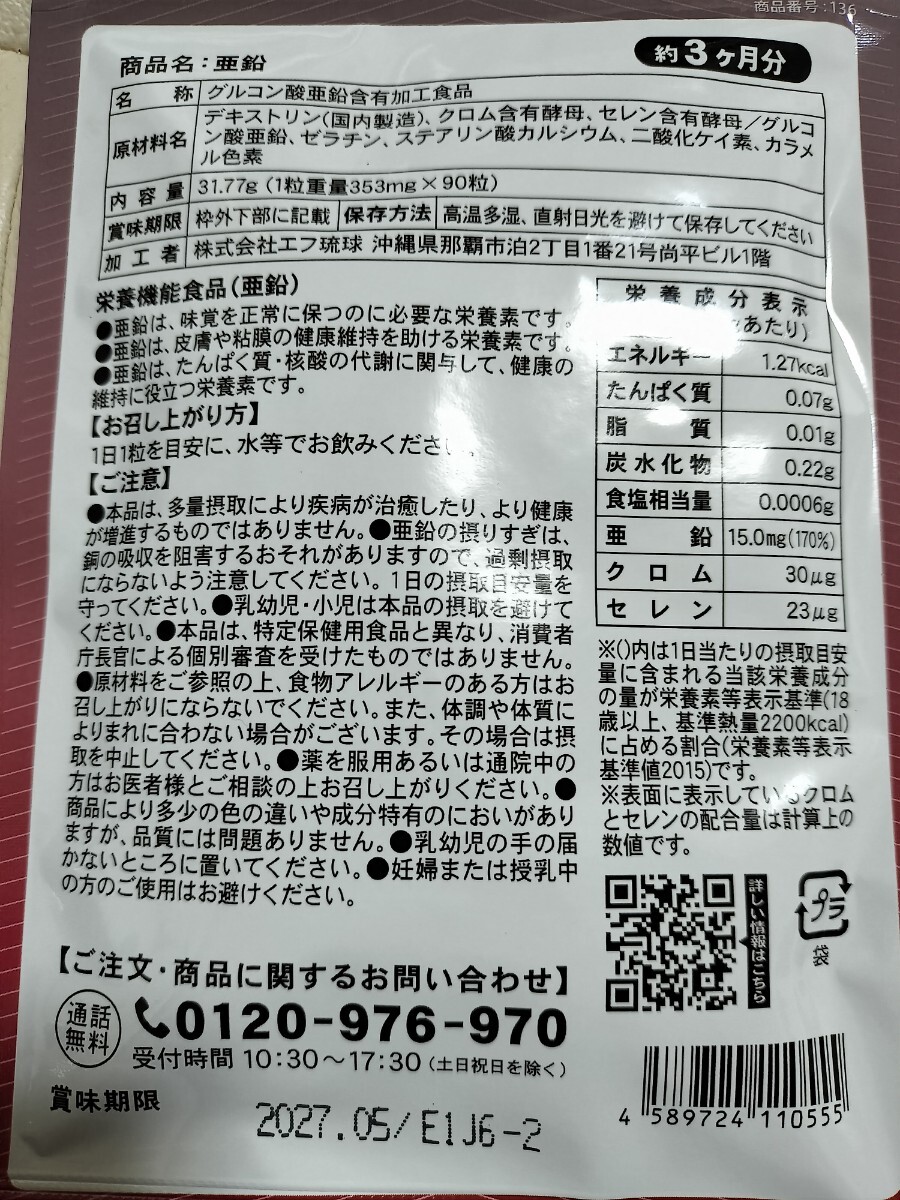 商品番号：136
商品名：亜鉛
約3ヶ月分
名称 グルコン酸亜鉛含有加工食品
原材料名 デキストリン(国内製造)、クロム含有酵母、セレン含有酵母／グルコ
ン酸亜鉛、ゼラチン、ステアリン酸カルシウム、二酸化ケイ素、カラメ
ル色素
内容量 31.77g (1粒重量353mg×90粒)
賞味期限 枠外下部に記載 保存方法 高温多湿、直射日光を避けて保存してください
加工者 株式会社エフ琉球 沖縄県那覇市泊2丁目1番21号尚平ビル1階
栄養機能食品(亜鉛)
●亜鉛は、味覚を正常に保つのに必要な栄養素です。
●亜鉛は、皮膚や粘膜の健康維持を助ける栄養素です。
●亜鉛は、たんぱく質・核酸の代謝に関与して、健康の
維持に役立つ栄養素です。
【お召し上がり方】
1日1粒を目安に、水等でお飲みくださ
【ご注意】
●本品は、多量摂取により疾病が治癒したり、より健康
が増進するものではありません。●亜鉛の摂りすぎは、
銅の吸収を阻害するおそれがありますので、過剰摂取
にならないよう注意してください。1日の摂取目安量を
守ってください。●乳幼児・小児は本品の摂取を避けて
ください。●本品は、特定保健用食品と異なり、消費者
庁長官による個別審査を受けたものではありません。
●原材料をご参照の上、食物アレルギーのある方はお
召し上がりにならないでください。また、体調や体質に
よりまれに合わない場合がございます。その場合は摂
取を中止してください。●薬を服用あるいは通院中の
方はお医者様とご相談の上お召し上がりください。●
商品により多少の色の違いや成分特有のにおいがあり
ますが、品質には問題ありません。●乳幼児の手の届
かないところに置いてください。●妊婦または授乳中
の方のご使用はお避けください。
栄養成分表示
あたり)
エネルギー 1.27kcal
たんぱく質 0.07g
脂質 0.01g
炭水化物 0.22g
食塩相当量 0.0006g
亜鉛 15.0mg(170%)
クロム 30μg
セレン 23μg
※()内は1日当たりの摂取目安
量に含まれる当該栄養成分
の量が栄養素等表示基準(18
歳以上、基準熱量2200kcal)
に占める割合(栄養素等表示
基準値2015)です。
※表面に表示しているクロム
とセレンの配合量は計算上の
数値です。
詳しい情報はこちら
プラ
袋
【ご注文・商品に関するお問い合わせ】
通話
無料
0120-976-970
受付時間 10:30～17:30 (土日祝日を除く)
賞味期限
2027.05/E1J6-2
4 589724 110555